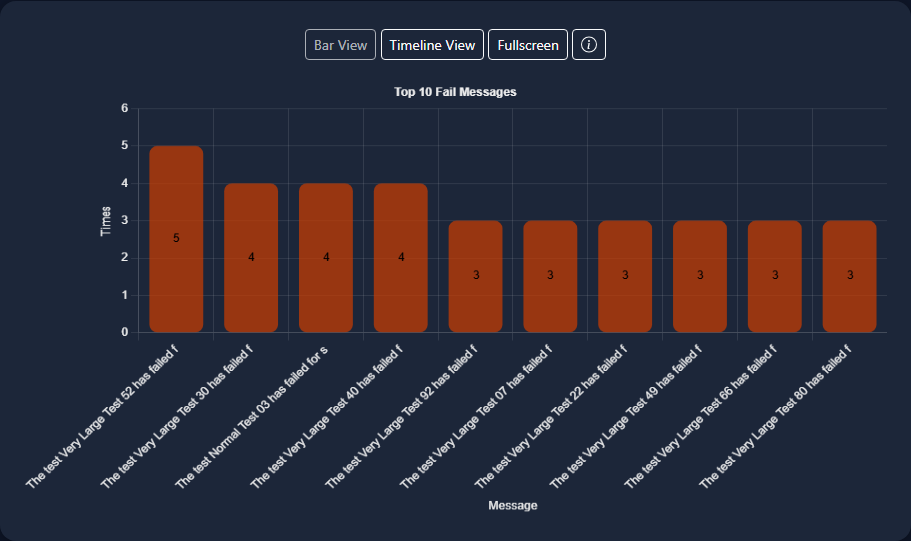 Bar View
Timeline View
Fullscreen
Top 10 Fail Messages
6
5
4
3
2
1
0
Times
5
4
4
4
3
3
3
3
3
3
The test Very Large Test 52 has failed f
The test Very Large Test 30 has failed f
The test Normal Test 03 has failed for s
The test Very Large Test 40 has failed f
The test Very Large Test 92 has failed f
The test Very Large Test 07 has failed f
The test Very Large Test 22 has failed f
The test Very Large Test 49 has failed f
The test Very Large Test 66 has failed f
The test Very Large Test 80 has failed f
Message